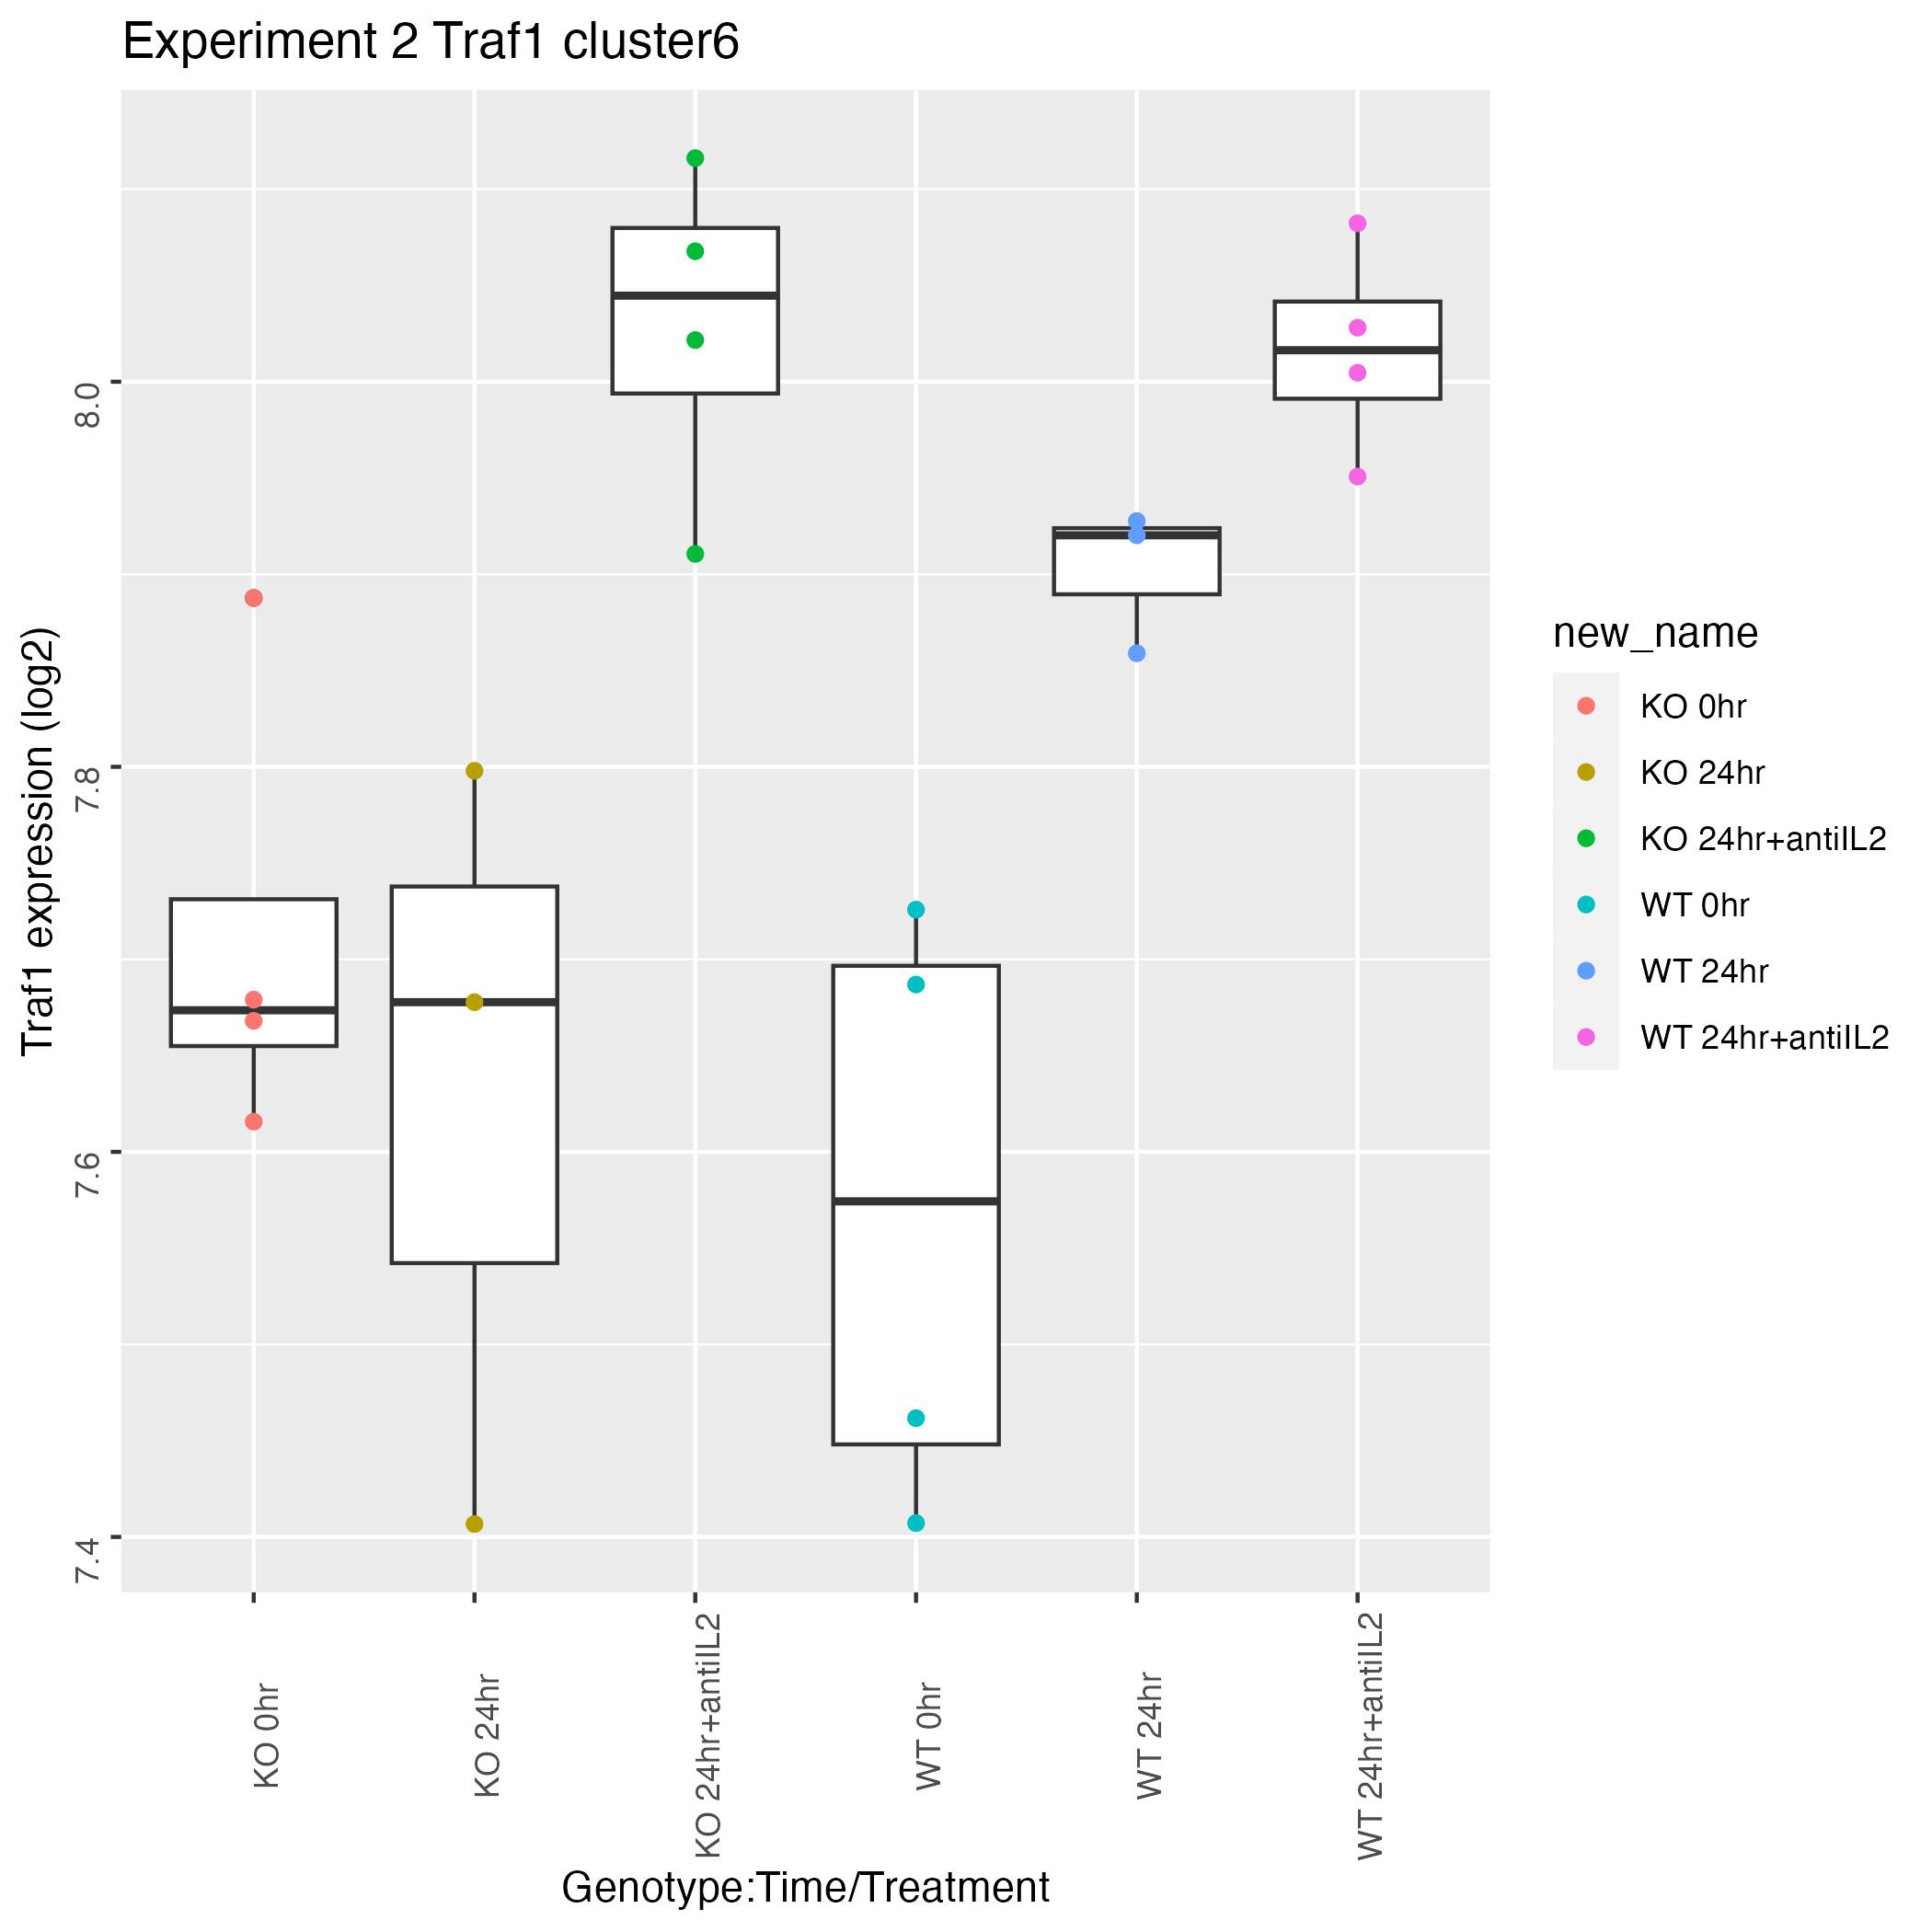 Experiment 2 Traf1 cluster6
Traf1 expression (log2)
8.0
7.8
7.6
7.4
KO 0hr
KO 24hr
KO 24hr+antiIL2
WT 0hr
WT 24hr
WT 24hr+antiIL2
Genotype:Time/Treatment
new_name
KO 0hr
KO 24hr
KO 24hr+antiIL2
WT 0hr
WT 24hr
WT 24hr+antiIL2